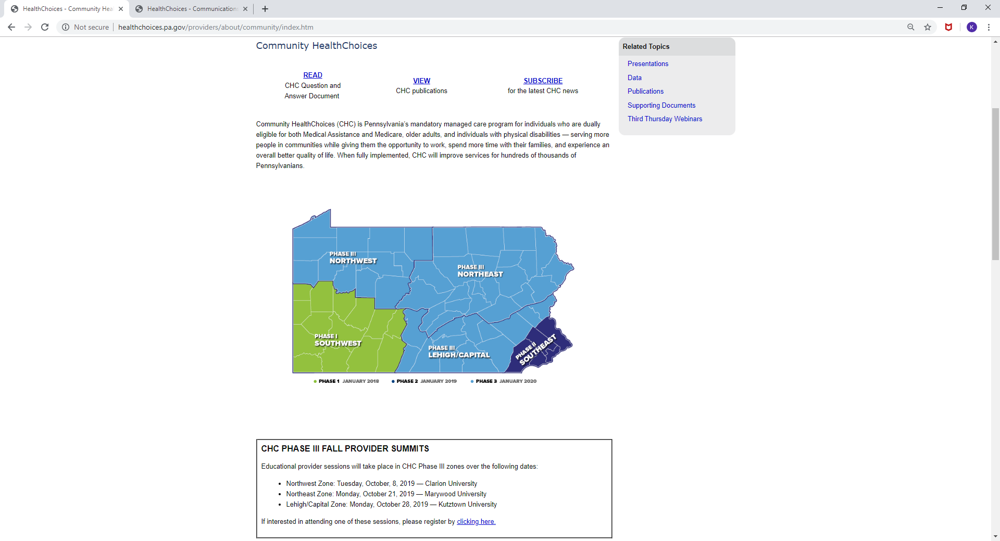 HealthChoices - Community Hea
HealthChoices - Communications
Not secure
healthchoices.pa.gov/providers/about/community/index.htm
K
Community HealthChoices
READ
CHC Question and
Answer Document
VIEW
CHC publications
SUBSCRIBE
for the latest CHC news
Related Topics
Presentations
Data
Publications
Supporting Documents
Third Thursday Webinars
Community HealthChoices (CHC) is Pennsylvania's mandatory managed care program for individuals who are dually
eligible for both Medical Assistance and Medicare, older adults, and individuals with physical disabilities — serving more
people in communities while giving them the opportunity to work, spend more time with their families, and experience an
overall better quality of life. When fully implemented, CHC will improve services for hundreds of thousands of
Pennsylvanians.
PHASE III
NORTHWEST
PHASE III
NORTHEAST
PHASE I
SOUTHWEST
PHASE III
LEHIGH/CAPITAL
PHASE II
SOUTHEAST
PHASE 1 JANUARY 2018
PHASE 2 JANUARY 2019
PHASE 3 JANUARY 2020
CHC PHASE III FALL PROVIDER SUMMITS
Educational provider sessions will take place in CHC Phase III zones over the following dates:
• Northwest Zone: Tuesday, October, 8, 2019 — Clarion University
• Northeast Zone: Monday, October 21, 2019 — Marywood University
• Lehigh/Capital Zone: Monday, October 28, 2019 — Kutztown University
If interested in attending one of these sessions, please register by clicking here.